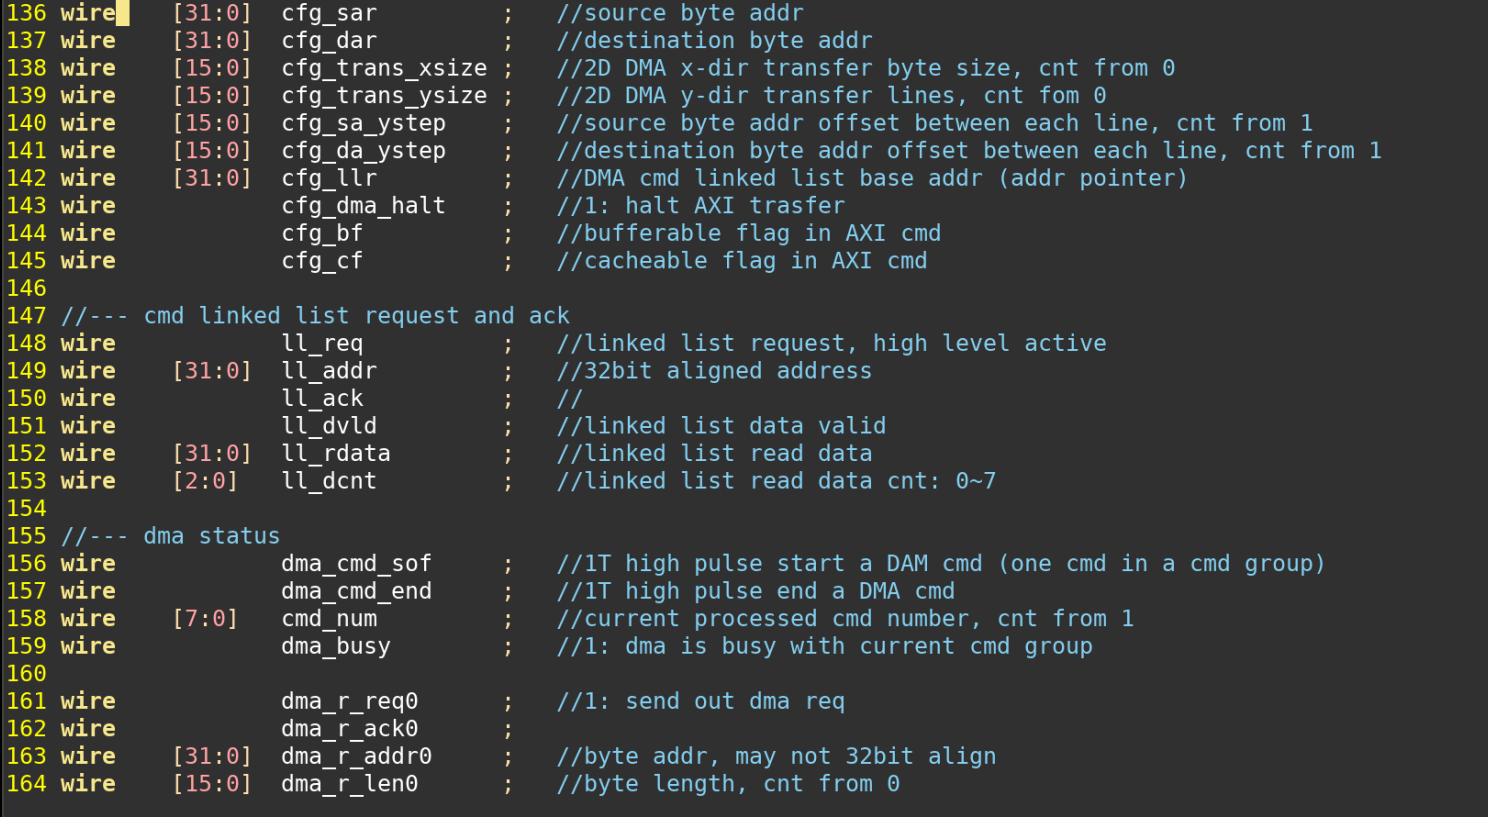 136 wire    [31:0]  cfg_sar         ;   //source byte addr
137 wire    [31:0]  cfg_dar         ;   //destination byte addr
138 wire    [15:0]  cfg_trans_xsize ;   //2D DMA x-dir transfer byte size, cnt from 0
139 wire    [15:0]  cfg_trans_ysize ;   //2D DMA y-dir transfer lines, cnt fom 0
140 wire    [15:0]  cfg_sa_ystep    ;   //source byte addr offset between each line, cnt from 1
141 wire    [15:0]  cfg_da_ystep    ;   //destination byte addr offset between each line, cnt from 1
142 wire    [31:0]  cfg_llr         ;   //DMA cmd linked list base addr (addr pointer)
143 wire            cfg_dma_halt    ;   //1: halt AXI trasfer
144 wire            cfg_bf          ;   //bufferable flag in AXI cmd
145 wire            cfg_cf          ;   //cacheable flag in AXI cmd
146
147 //--- cmd linked list request and ack
148 wire            ll_req          ;   //linked list request, high level active
149 wire    [31:0]  ll_addr         ;   //32bit aligned address
150 wire            ll_ack          ;   //
151 wire            ll_dvld         ;   //linked list data valid
152 wire    [31:0]  ll_rdata        ;   //linked list read data
153 wire    [2:0]   ll_dcnt         ;   //linked list read data cnt: 0~7
154
155 //--- dma status
156 wire            dma_cmd_sof     ;   //1T high pulse start a DAM cmd (one cmd in a cmd group)
157 wire            dma_cmd_end     ;   //1T high pulse end a DMA cmd
158 wire    [7:0]   cmd_num         ;   //current processed cmd number, cnt from 1
159 wire            dma_busy        ;   //1: dma is busy with current cmd group
160
161 wire            dma_r_req0      ;   //1: send out dma req
162 wire            dma_r_ack0      ;
163 wire    [31:0]  dma_r_addr0     ;   //byte addr, may not 32bit align
164 wire    [15:0]  dma_r_len0      ;   //byte length, cnt from 0